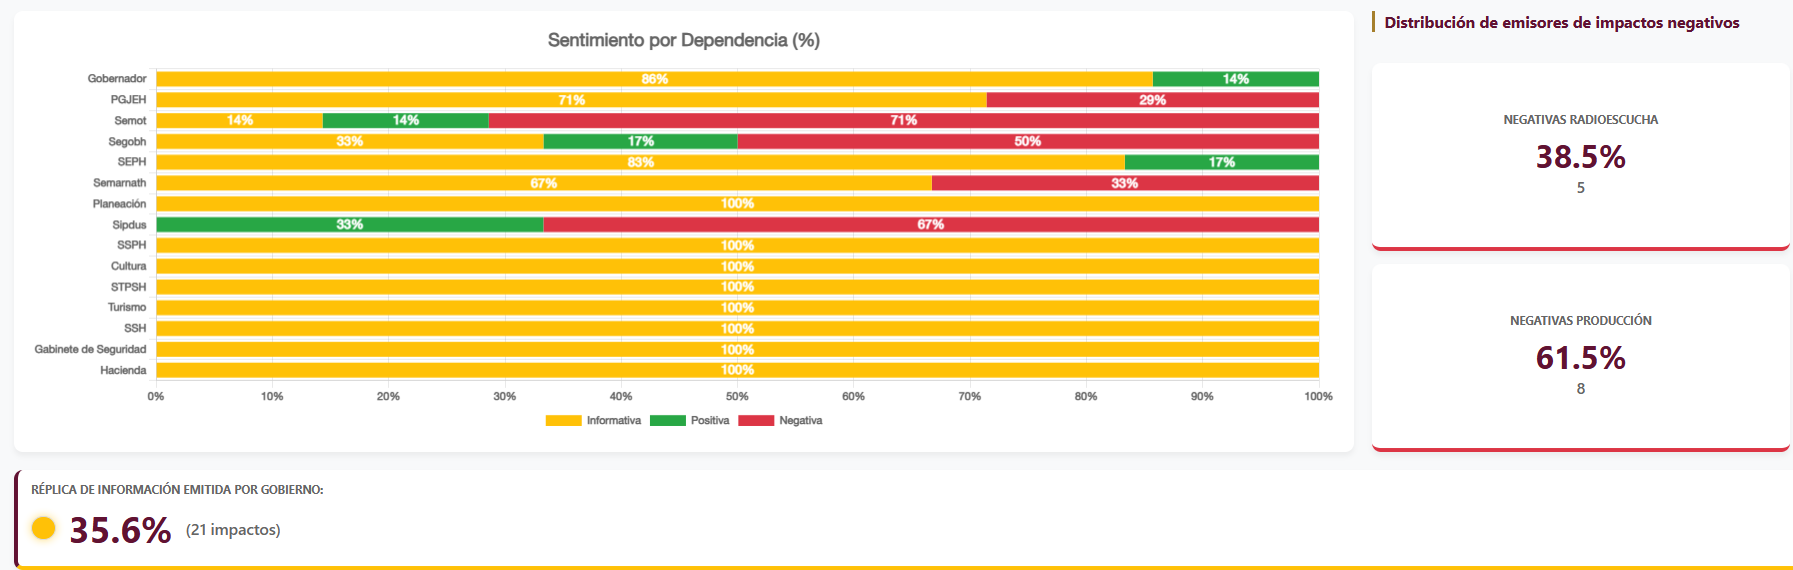 Sentimiento por Dependencia (%)
Gobernador 86% 14%
PGJEH 71% 29%
Semot 14% 14% 71%
Segobh 33% 17% 50%
SEPH 83% 17%
Semarnath 67% 33%
Planeación 100%
Sipdus 33% 67%
SSPH 100%
Cultura 100%
STPSH 100%
Turismo 100%
SSH 100%
Gabinete de Seguridad 100%
Hacienda 100%
0% 10% 20% 30% 40% 50% 60% 70% 80% 90% 100%
Informativa Positiva Negativa
Distribución de emisores de impactos negativos
NEGATIVAS RADIOESCUCHA
38.5%
5
NEGATIVAS PRODUCCIÓN
61.5%
8
RÉPLICA DE INFORMACIÓN EMITIDA POR GOBIERNO:
35.6% (21 impactos)